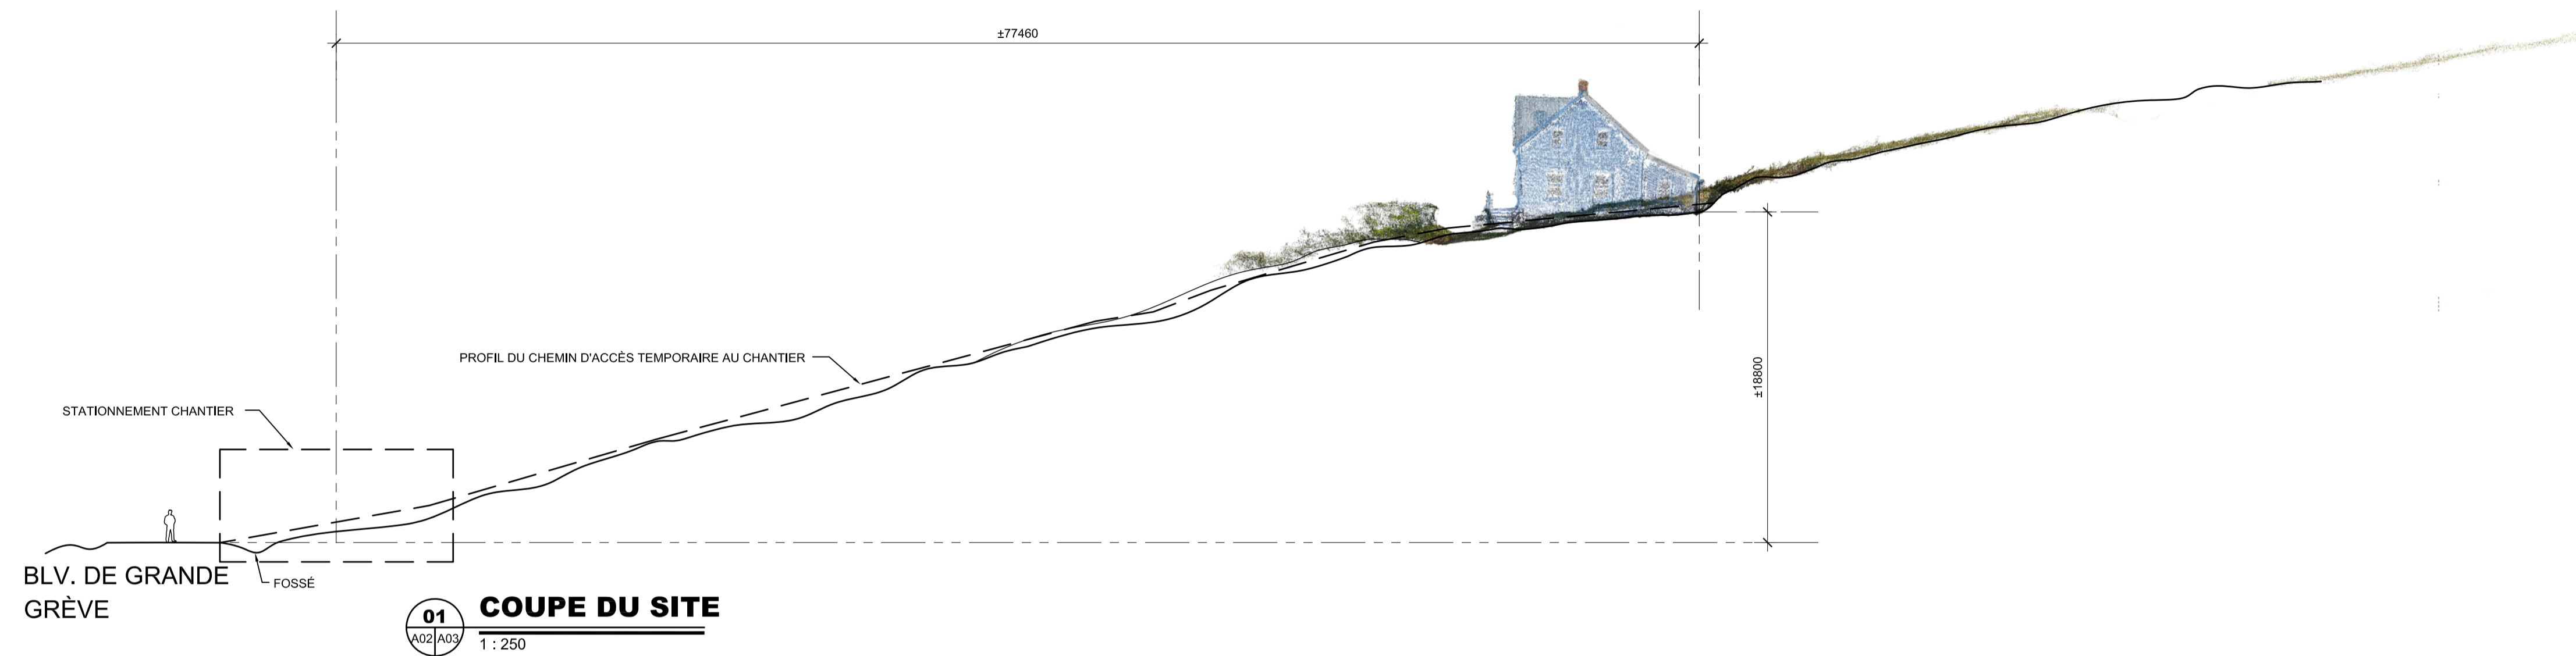 ±77460
PROFIL DU CHEMIN D'ACCÈS TEMPORAIRE AU CHANTIER
±18800
STATIONNEMENT CHANTIER
BLV. DE GRANDE
GRÈVE
FOSSÉ
01
A02 A03
COUPE DU SITE
1 : 250